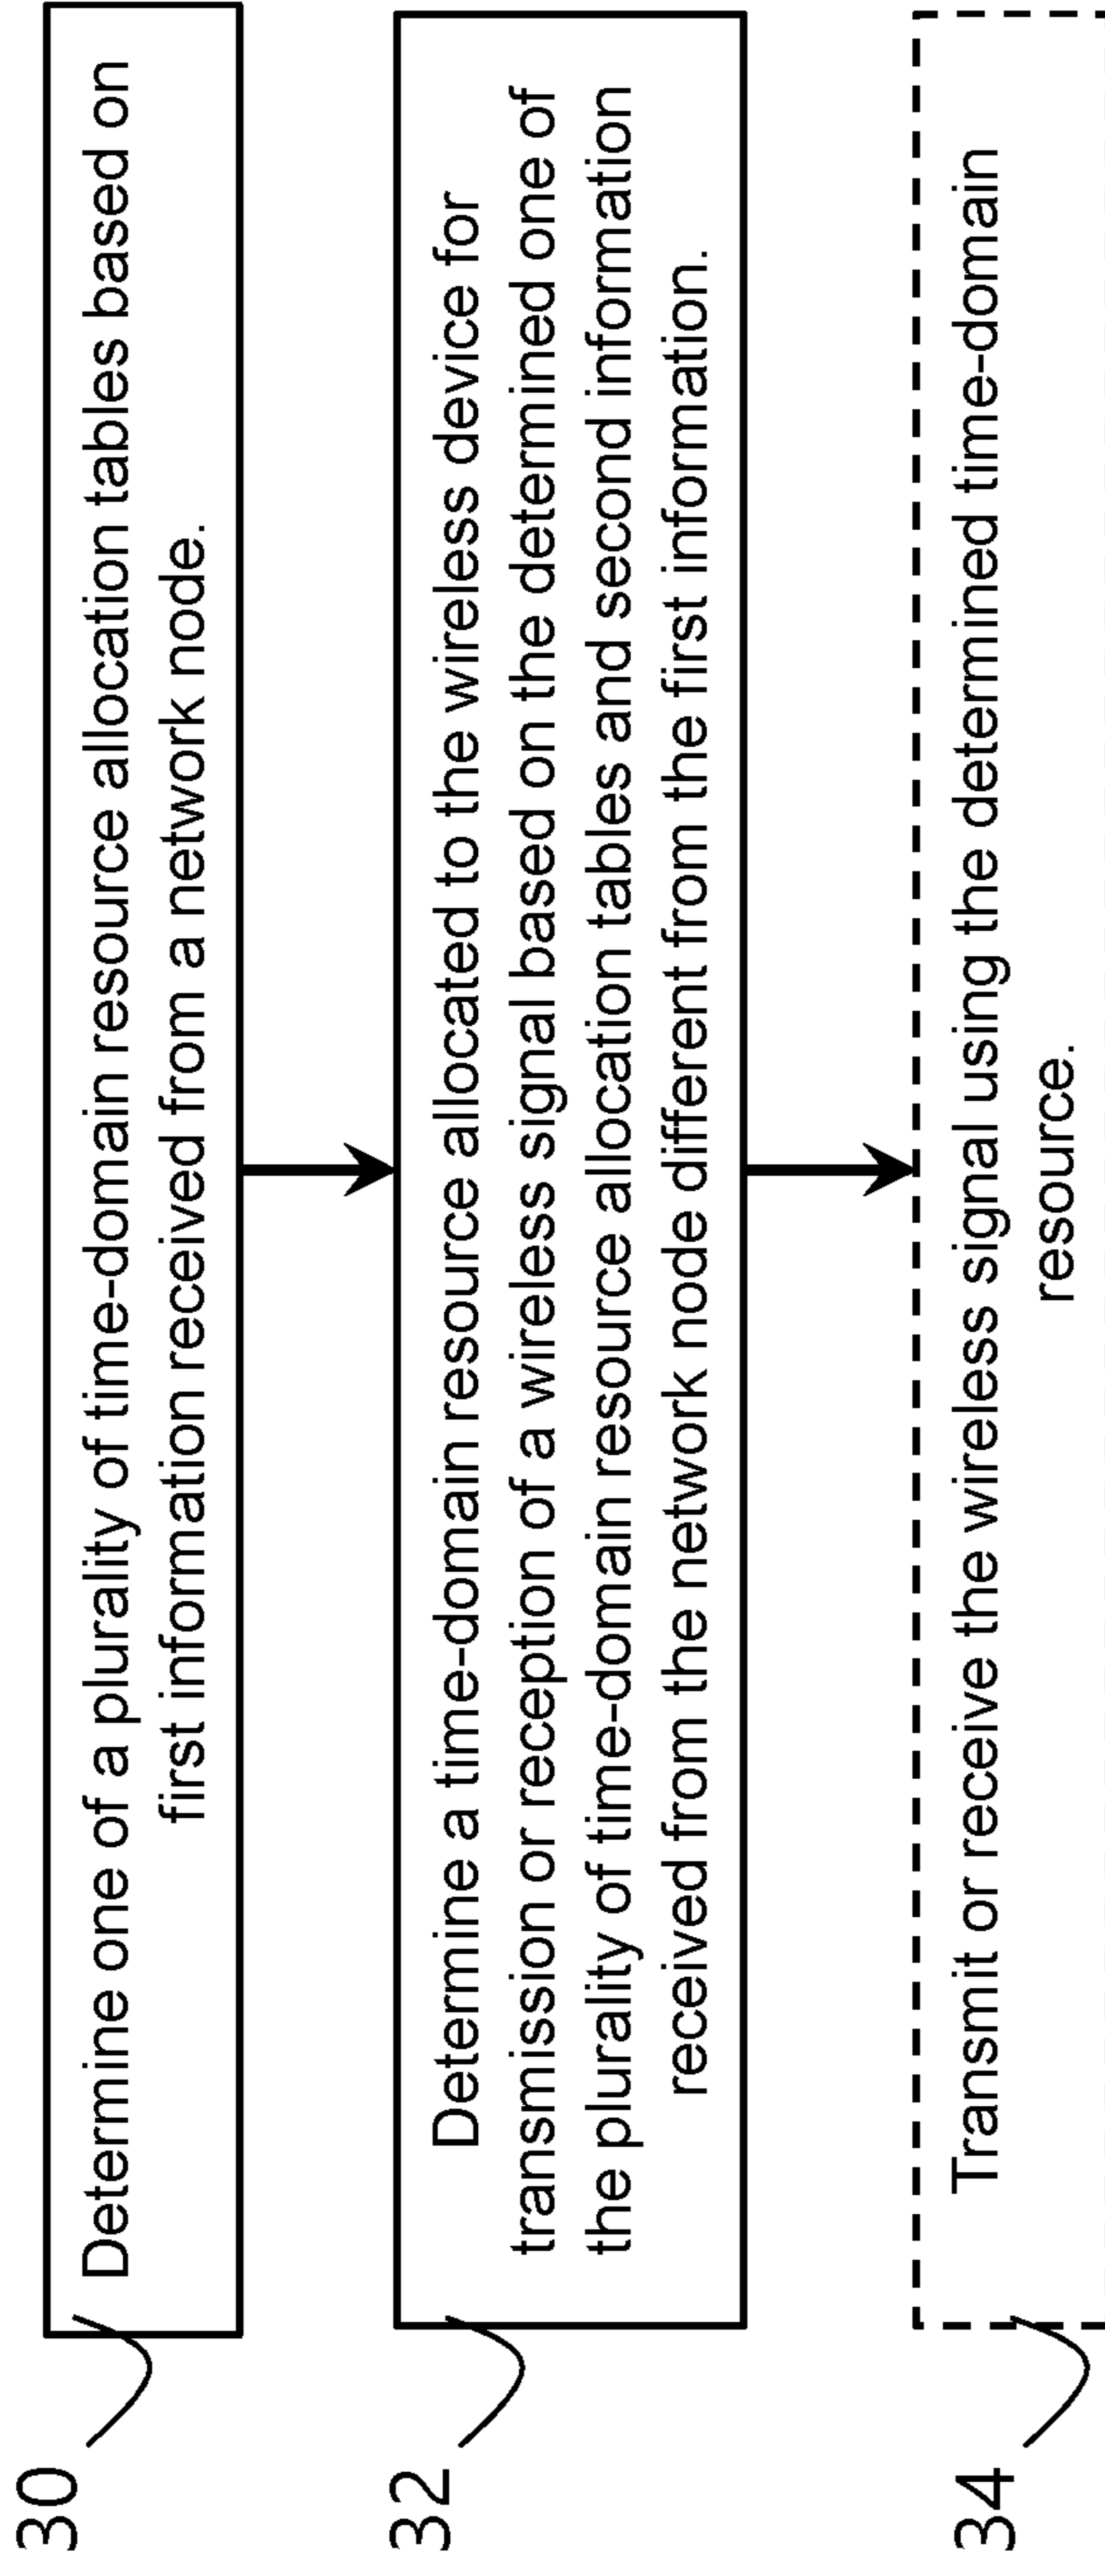 30
Determine one of a plurality of time-domain resource allocation tables based on
first information received from a network node.
32
Determine a time-domain resource allocated to the wireless device for
transmission or reception of a wireless signal based on the determined one of
the plurality of time-domain resource allocation tables and second information
received from the network node different from the first information.
34
Transmit or receive the wireless signal using the determined time-domain
resource.